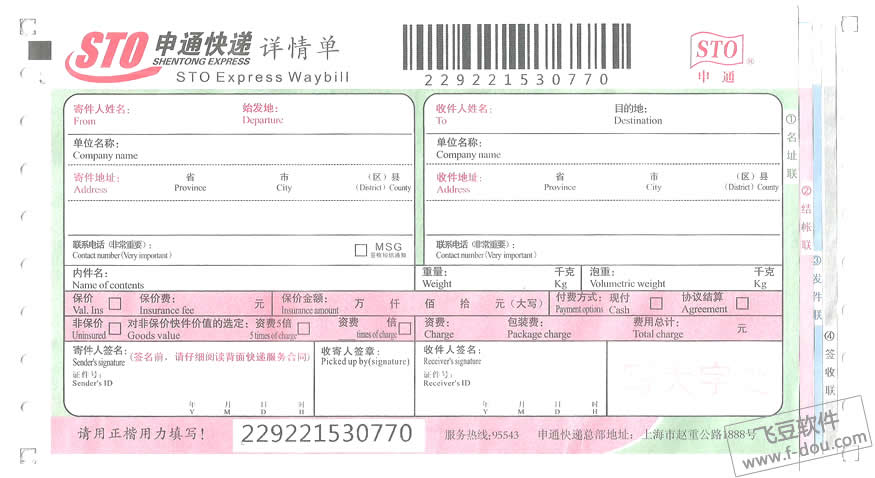 STO 申通快递 详情单
SHENTONG EXPRESS
STO Express Waybill
229221530770
STO
申通
寄件人姓名： 始发地：
From Departure
收件人姓名： 目的地：
To Destination
单位名称：
Company name
单位名称：
Company name
寄件地址： 省 市 （区）县
Address Province City (District) County
收件地址： 省 市 （区）县
Address Province City (District) County
联系电话（非常重要）： MSG
Contact number(Very important) 签收短信通知
联系电话（非常重要）：
Contact number(Very important)
内件名： 重量： 千克 泡重： 千克
Name of contents Weight Kg Volumetric weight Kg
保价 保价费： 元 保价金额： 万 仟 佰 拾 元（大写） 付费方式： 现付 协议结算
Val. Ins Insurance fee Insurance amount Payment options Cash Agreement
非保价 对非保价快件价值的选定： 资费5倍 资费 倍 资费： 包装费： 费用总计： 元
Uninsured Goods value 5 times of charge times of charge Charge Package charge Total charge
寄件人签名：（签名前，请仔细阅读背面快递服务合同）
Sender's signature
证件号：
Sender's ID
年 月 日 时
Y M D H
收寄人签章：
Picked up by(signature)
收件人签名：
Receiver's signature
证件号：
Receiver's ID
年 月 日 时
Y M D H
请用正楷用力填写！ 229221530770 服务热线：95543 申通快递总部地址：上海市赵重公路1888号
①名址联
②结帐联
③发件联
④签收联
飞豆软件
www.f-dou.com